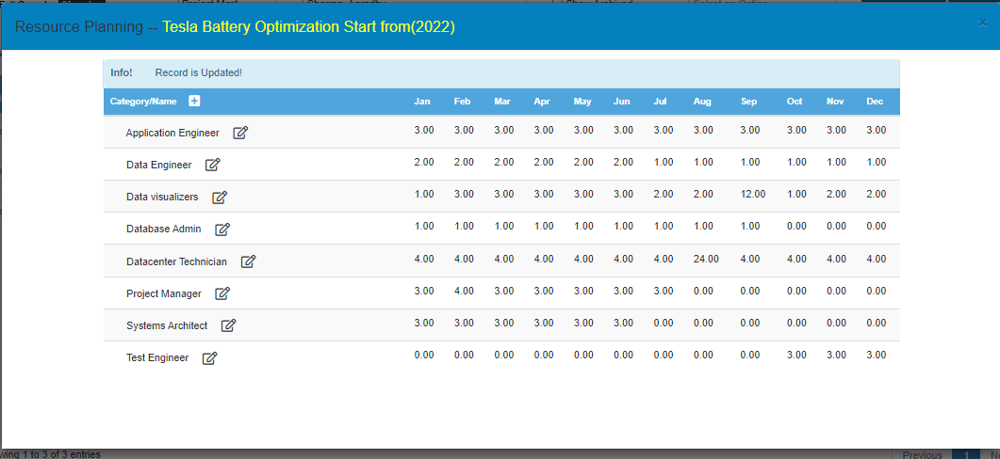 Resource Planning -- Tesla Battery Optimization Start from(2022) ×
Info! Record is Updated!
Category/Name + Jan Feb Mar Apr May Jun Jul Aug Sep Oct Nov Dec
Application Engineer 3.00 3.00 3.00 3.00 3.00 3.00 3.00 3.00 3.00 3.00 3.00 3.00
Data Engineer 2.00 2.00 2.00 2.00 2.00 2.00 1.00 1.00 1.00 1.00 1.00 1.00
Data visualizers 1.00 3.00 3.00 3.00 3.00 3.00 2.00 2.00 12.00 1.00 2.00 2.00
Database Admin 1.00 1.00 1.00 1.00 1.00 1.00 1.00 1.00 1.00 0.00 0.00 0.00
Datacenter Technician 4.00 4.00 4.00 4.00 4.00 4.00 4.00 24.00 4.00 4.00 4.00 4.00
Project Manager 3.00 4.00 3.00 3.00 3.00 3.00 3.00 0.00 0.00 0.00 0.00 0.00
Systems Architect 3.00 3.00 3.00 3.00 3.00 3.00 0.00 0.00 0.00 0.00 0.00 0.00
Test Engineer 0.00 0.00 0.00 0.00 0.00 0.00 0.00 0.00 0.00 3.00 3.00 3.00
wing 1 to 3 of 3 entries Previous 1 N